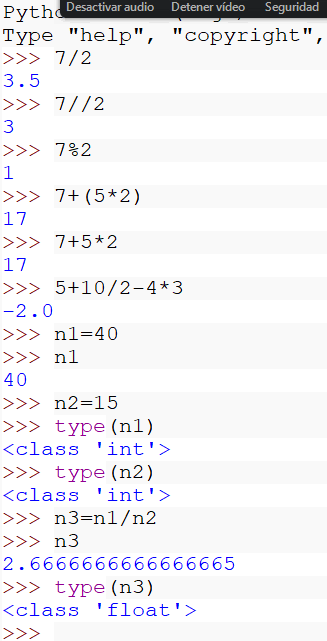 Desactivar audio Detener vídeo Seguridad
Type "help", "copyright",
>>> 7/2
3.5
>>> 7//2
3
>>> 7%2
1
>>> 7+(5*2)
17
>>> 7+5*2
17
>>> 5+10/2-4*3
-2.0
>>> n1=40
>>> n1
40
>>> n2=15
>>> type(n1)
<class 'int'>
>>> type(n2)
<class 'int'>
>>> n3=n1/n2
>>> n3
2.6666666666666665
>>> type(n3)
<class 'float'>
>>>